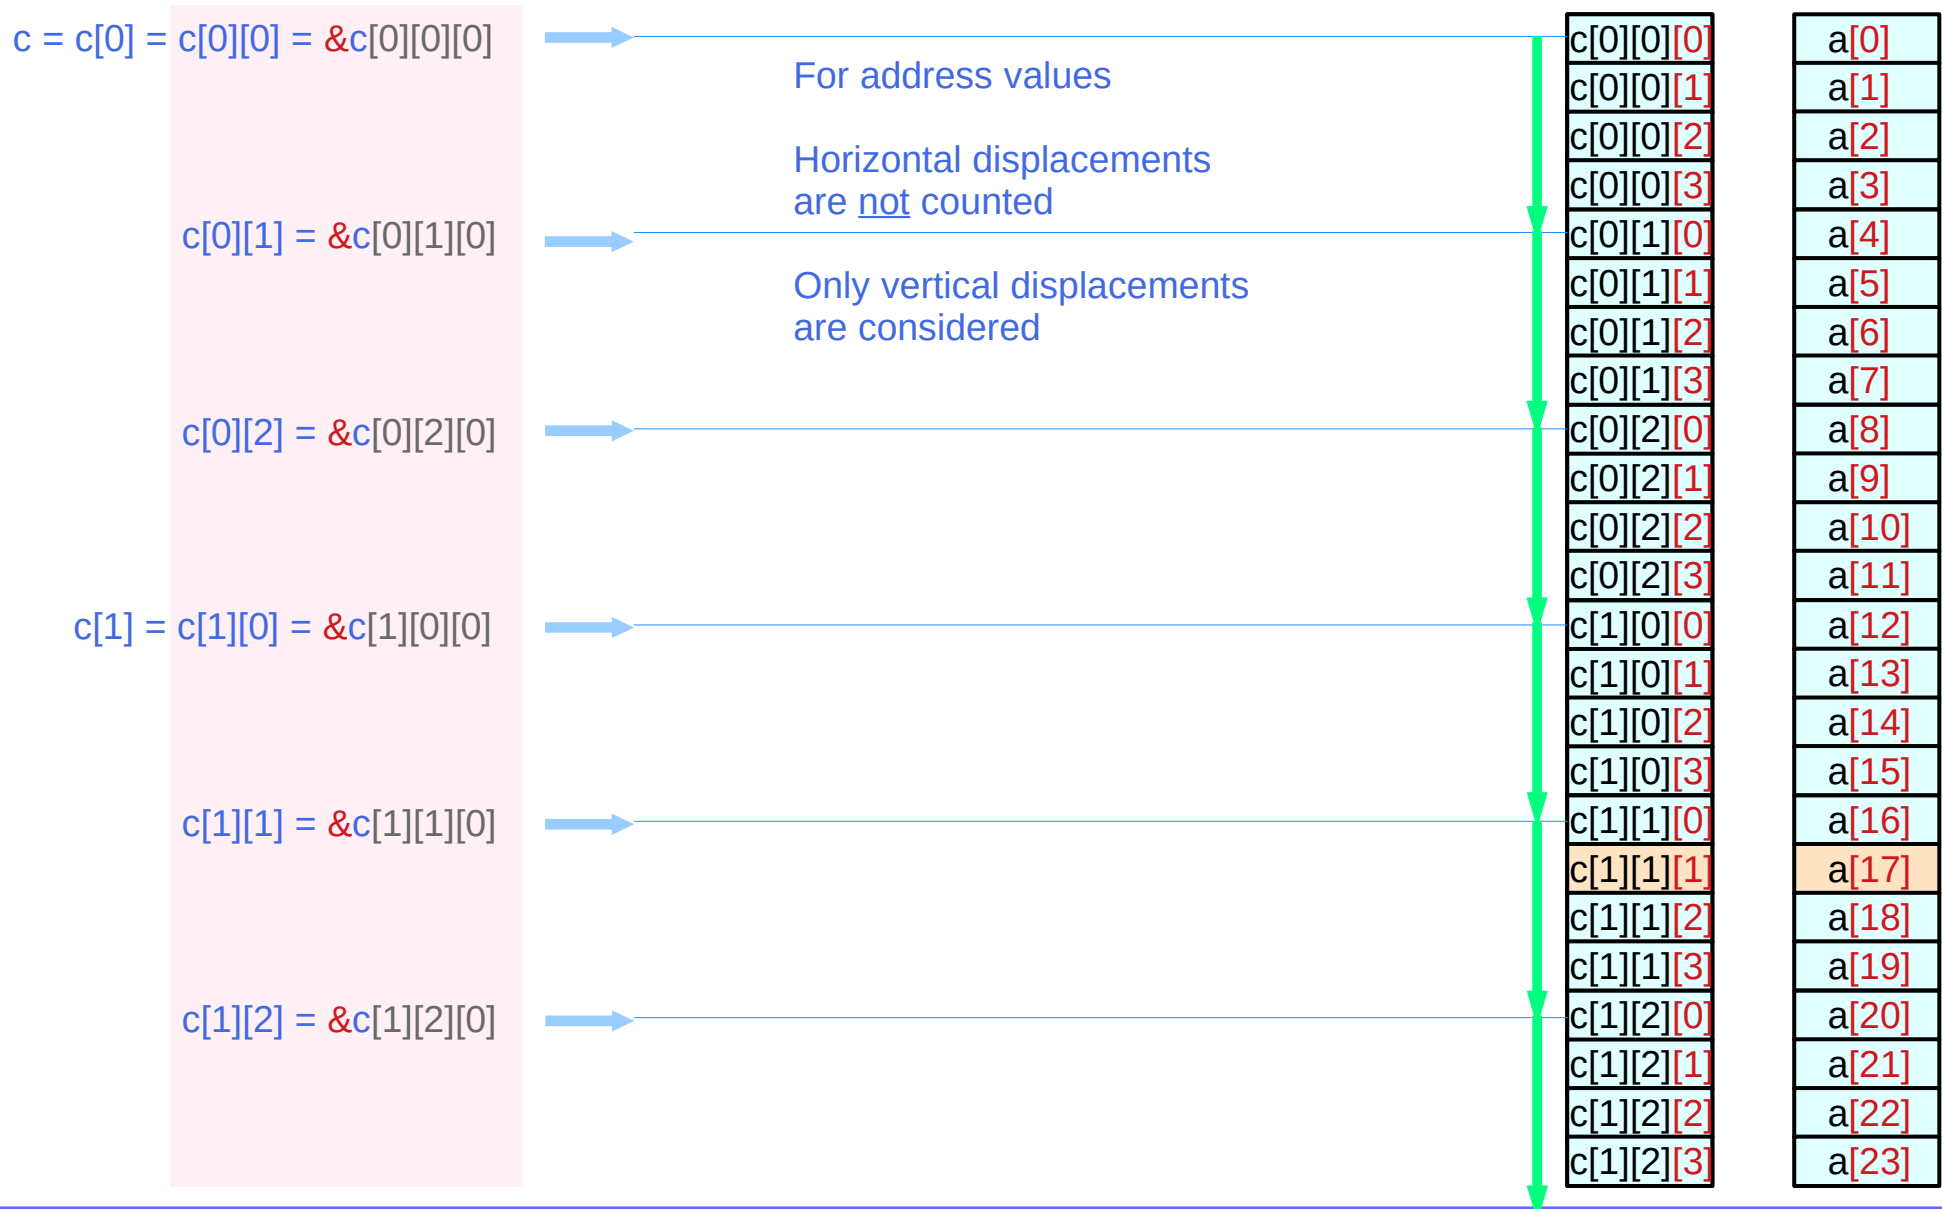 c = c[0] = c[0][0] = &c[0][0][0]
For address values
Horizontal displacements
are not counted
c[0][1] = &c[0][1][0]
Only vertical displacements
are considered
c[0][2] = &c[0][2][0]
c[1] = c[1][0] = &c[1][0][0]
c[1][1] = &c[1][1][0]
c[1][2] = &c[1][2][0]
c[0][0][0] a[0]
c[0][0][1] a[1]
c[0][0][2] a[2]
c[0][0][3] a[3]
c[0][1][0] a[4]
c[0][1][1] a[5]
c[0][1][2] a[6]
c[0][1][3] a[7]
c[0][2][0] a[8]
c[0][2][1] a[9]
c[0][2][2] a[10]
c[0][2][3] a[11]
c[1][0][0] a[12]
c[1][0][1] a[13]
c[1][0][2] a[14]
c[1][0][3] a[15]
c[1][1][0] a[16]
c[1][1][1] a[17]
c[1][1][2] a[18]
c[1][1][3] a[19]
c[1][2][0] a[20]
c[1][2][1] a[21]
c[1][2][2] a[22]
c[1][2][3] a[23]